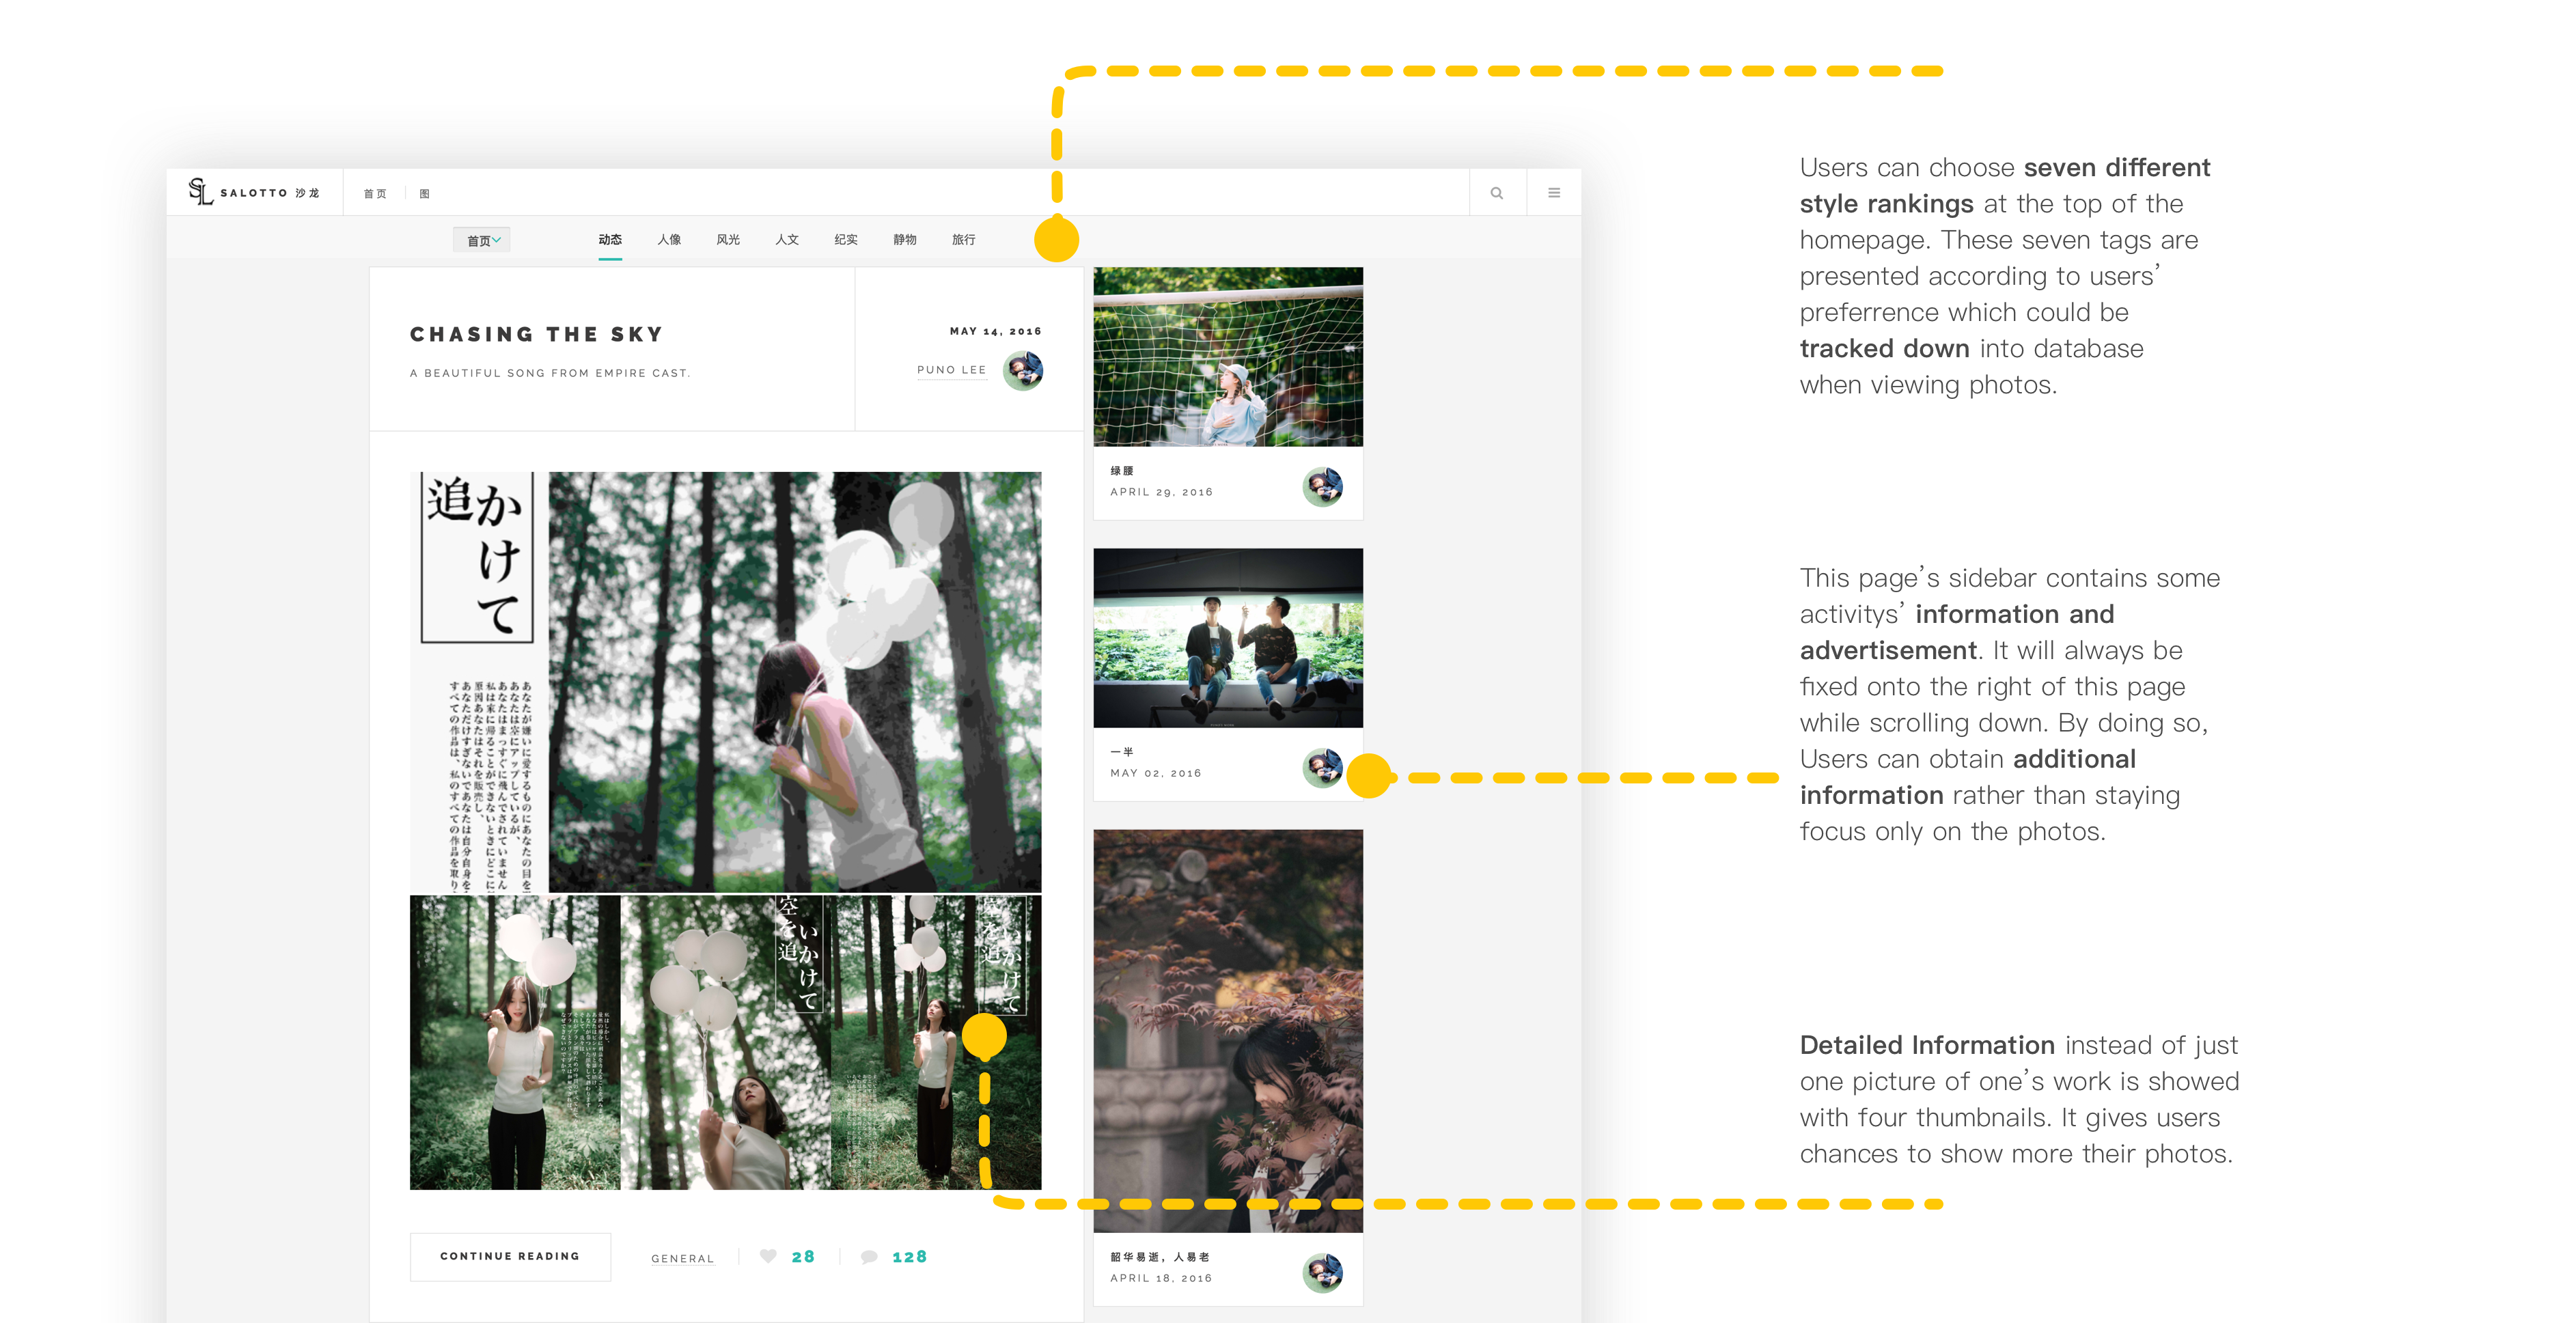 SL SALOTTO 沙龙
首页
图
首页
动态 人像 风光 人文 纪实 静物 旅行
CHASING THE SKY
A BEAUTIFUL SONG FROM EMPIRE CAST.
MAY 14, 2016
PUNO LEE
追かけて
绿腰
APRIL 29, 2016
一半
MAY 02, 2016
空を追いかけて
韶华易逝，人易老
APRIL 18, 2016
CONTINUE READING
GENERAL
28
128
Users can choose seven different
style rankings at the top of the
homepage. These seven tags are
presented according to users’
preferrence which could be
tracked down into database
when viewing photos.
This page’s sidebar contains some
activitys’ information and
advertisement. It will always be
fixed onto the right of this page
while scrolling down. By doing so,
Users can obtain additional
information rather than staying
focus only on the photos.
Detailed Information instead of just
one picture of one’s work is showed
with four thumbnails. It gives users
chances to show more their photos.